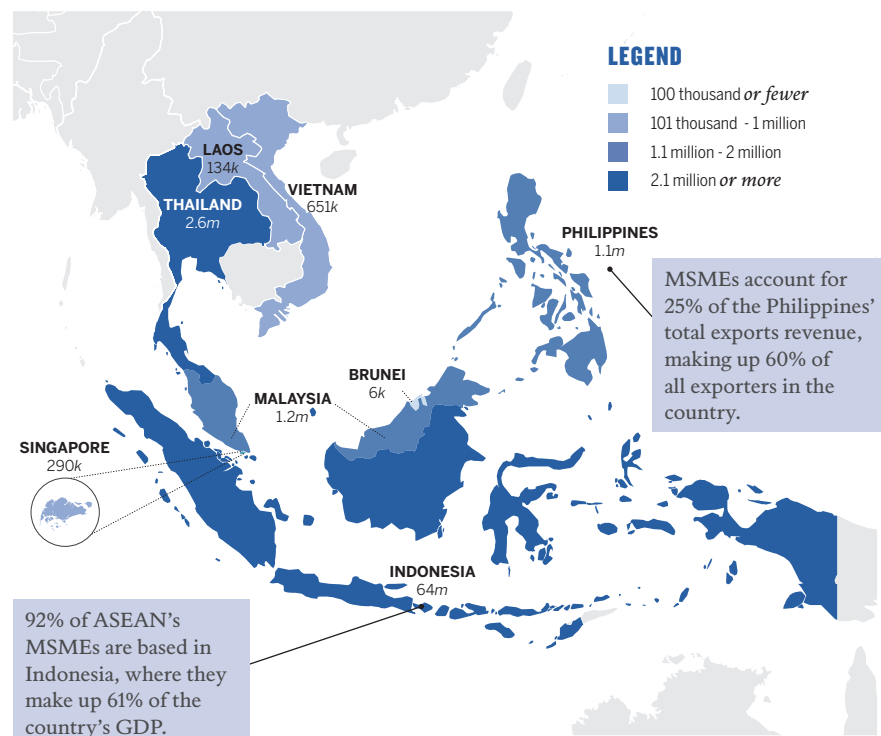 LEGEND
100 thousand or fewer
101 thousand - 1 million
1.1 million - 2 million
2.1 million or more
LAOS
134k
VIETNAM
651k
THAILAND
2.6m
PHILIPPINES
1.1m
MSMEs account for
25% of the Philippines’
total exports revenue,
making up 60% of
all exporters in the
country.
BRUNEI
6k
MALAYSIA
1.2m
SINGAPORE
290k
INDONESIA
64m
92% of ASEAN’s
MSMEs are based in
Indonesia, where they
make up 61% of the
country’s GDP.